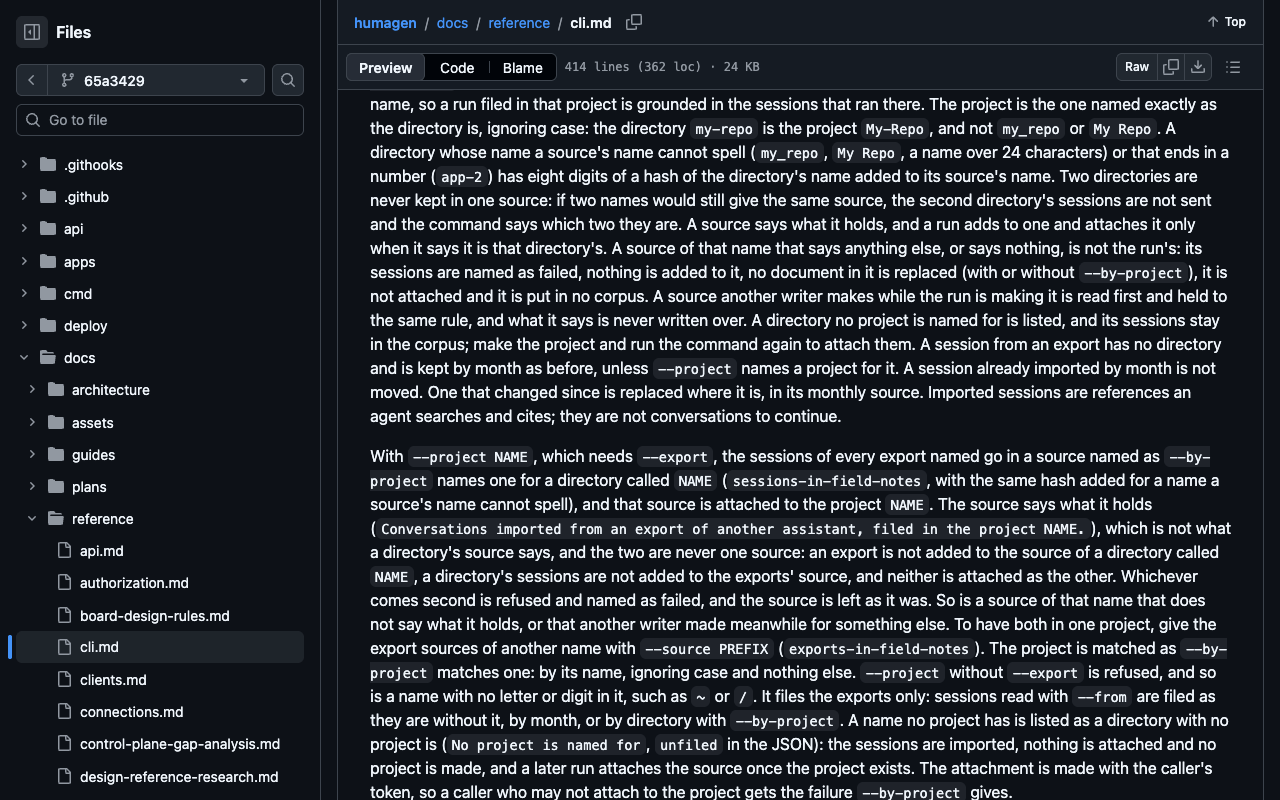 Files
humagen / docs / reference / cli.md
Top
65a3429
Preview
Code
Blame
414 lines (362 loc) · 24 KB
Raw
Go to file
.githooks
.github
api
apps
cmd
deploy
docs
architecture
assets
guides
plans
reference
api.md
authorization.md
board-design-rules.md
cli.md
clients.md
connections.md
control-plane-gap-analysis.md
design-reference-research.md
name, so a run filed in that project is grounded in the sessions that ran there. The project is the one named exactly as
the directory is, ignoring case: the directory my-repo is the project My-Repo, and not my_repo or My Repo. A
directory whose name a source's name cannot spell (my_repo, My Repo, a name over 24 characters) or that ends in a
number (app-2) has eight digits of a hash of the directory's name added to its source's name. Two directories are
never kept in one source: if two names would still give the same source, the second directory's sessions are not sent
and the command says which two they are. A source says what it holds, and a run adds to one and attaches it only
when it says it is that directory's. A source of that name that says anything else, or says nothing, is not the run's: its
sessions are named as failed, nothing is added to it, no document in it is replaced (with or without --by-project), it is
not attached and it is put in no corpus. A source another writer makes while the run is making it is read first and held to
the same rule, and what it says is never written over. A directory no project is named for is listed, and its sessions stay
in the corpus; make the project and run the command again to attach them. A session from an export has no directory
and is kept by month as before, unless --project names a project for it. A session already imported by month is not
moved. One that changed since is replaced where it is, in its monthly source. Imported sessions are references an
agent searches and cites; they are not conversations to continue.
With --project NAME, which needs --export, the sessions of every export named go in a source named as --by-
project names one for a directory called NAME (sessions-in-field-notes, with the same hash added for a name a
source's name cannot spell), and that source is attached to the project NAME. The source says what it holds
(Conversations imported from an export of another assistant, filed in the project NAME.), which is not what
a directory's source says, and the two are never one source: an export is not added to the source of a directory called
NAME, a directory's sessions are not added to the exports' source, and neither is attached as the other. Whichever
comes second is refused and named as failed, and the source is left as it was. So is a source of that name that does
not say what it holds, or that another writer made meanwhile for something else. To have both in one project, give the
export sources of another name with --source PREFIX (exports-in-field-notes). The project is matched as --by-
project matches one: by its name, ignoring case and nothing else. --project without --export is refused, and so
is a name with no letter or digit in it, such as ~ or /. It files the exports only: sessions read with --from are filed as
they are without it, by month, or by directory with --by-project. A name no project has is listed as a directory with no
project is (No project is named for, unfiled in the JSON): the sessions are imported, nothing is attached and no
project is made, and a later run attaches the source once the project exists. The attachment is made with the caller's
token, so a caller who may not attach to the project gets the failure --by-project gives.